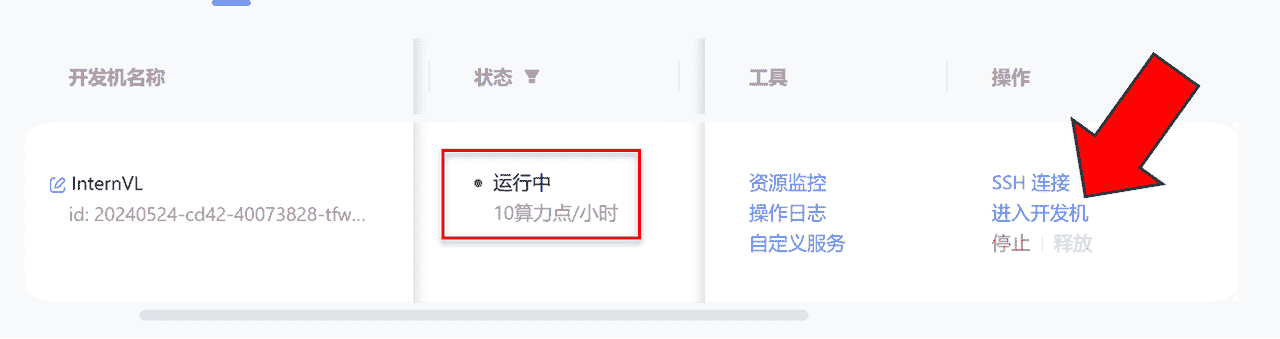 开发机名称
状态
工具
操作
InternVL
id: 20240524-cd42-40073828-tfw...
运行中
10算力点/小时
资源监控
操作日志
自定义服务
SSH 连接
进入开发机
停止 | 释放